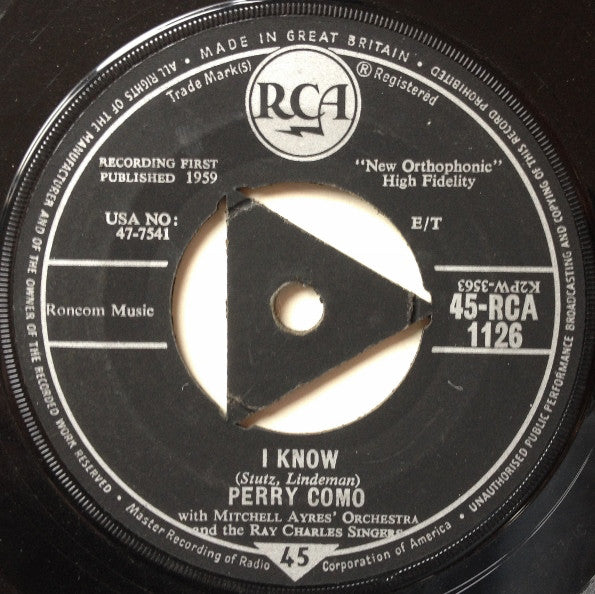 MADE IN GREAT BRITAIN •
ALL RIGHTS OF THE MANUFACTURER AND OF THE OWNER OF THE RECORDED WORK RESERVED •
UNAUTHORISED PUBLIC PERFORMANCE BROADCASTING AND COPYING OF THIS RECORD PROHIBITED
Trade Mark(S)
® Registered
RCA
RECORDING FIRST
PUBLISHED 1959
"New Orthophonic"
High Fidelity
USA NO:
47-7541
E/T
Roncom Music
K2PW-3563
45-RCA
1126
I KNOW
(Stutz, Lindeman)
PERRY COMO
with MITCHELL AYRES' ORCHESTRA
and the RAY CHARLES SINGERS
Master Recording of Radio Corporation of America
45